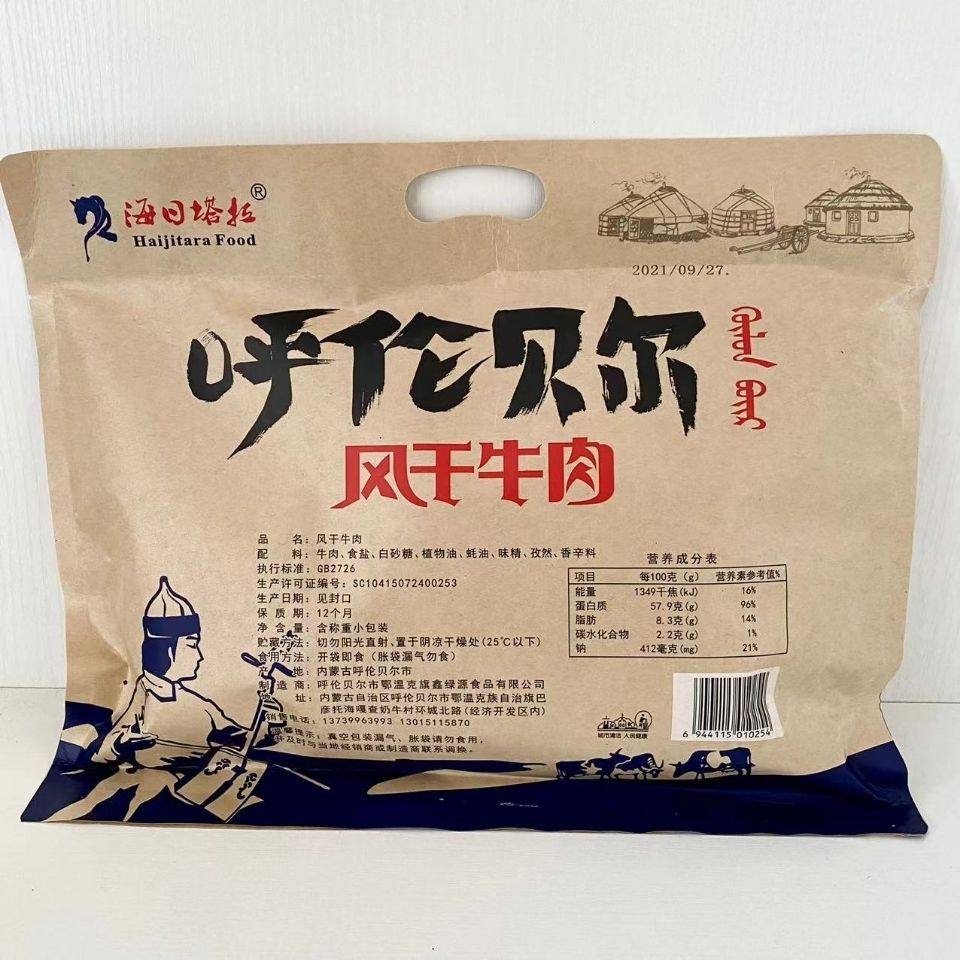 海日塔拉®
Haijitara Food
2021/09/27.
呼伦贝尔
风干牛肉
品 名：风干牛肉
配 料：牛肉、食盐、白砂糖、植物油、蚝油、味精、孜然、香辛料
执行标准：GB2726
生产许可证编号：SC10415072400253
生产日期：见封口
保 质 期：12个月
净 含 量：含称重小包装
贮藏方法：切勿阳光直射，置于阴凉干燥处(25℃以下)
食用方法：开袋即食（胀袋漏气勿食）
产 地：内蒙古呼伦贝尔市
制 造 商：呼伦贝尔市鄂温克旗鑫绿源食品有限公司
址：内蒙古自治区呼伦贝尔市鄂温克族自治旗巴
彦托海嘎查奶牛村环城北路(经济开发区内)
销售电话：13739963993 13015115870
温馨提示：真空包装漏气、胀袋请勿食用，
并及时与当地经销商或制造商联系调换。
营养成分表
项目 每100克（g） 营养素参考值%
能量 1349千焦(kJ) 16%
蛋白质 57.9克(g) 96%
脂肪 8.3克(g) 14%
碳水化合物 2.2克(g) 1%
钠 412毫克(mg) 21%
城市清洁 人民健康
6 944115 010254